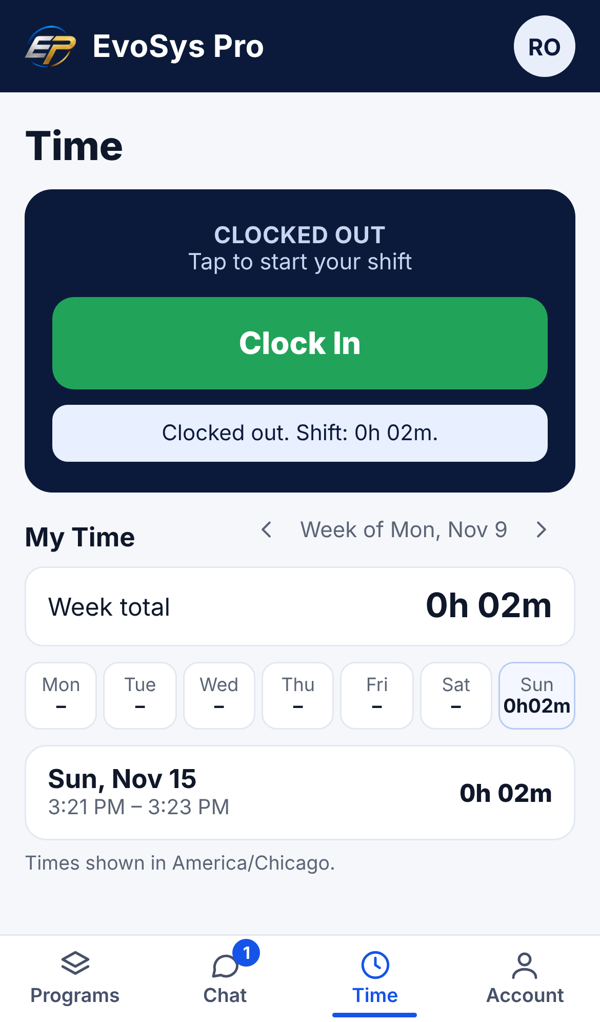 EP EvoSys Pro
RO
Time
CLOCKED OUT
Tap to start your shift
Clock In
Clocked out. Shift: 0h 02m.
My Time
Week of Mon, Nov 9
Week total
0h 02m
Mon
–
Tue
–
Wed
–
Thu
–
Fri
–
Sat
–
Sun
0h02m
Sun, Nov 15
3:21 PM – 3:23 PM
0h 02m
Times shown in America/Chicago.
Programs
1
Chat
Time
Account